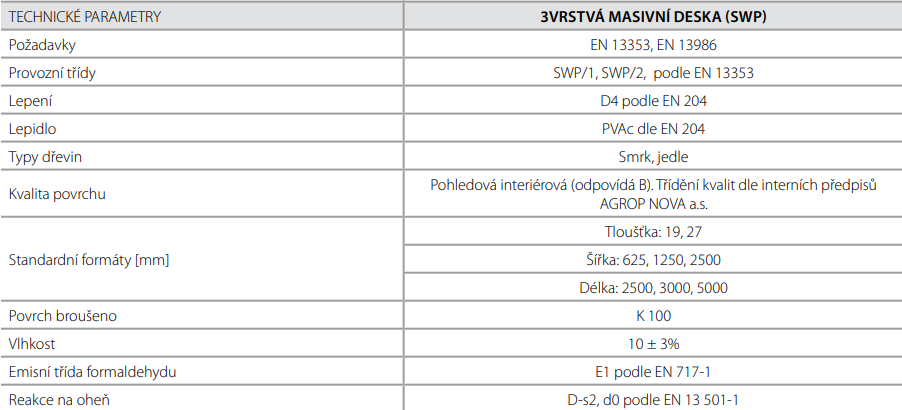 TECHNICKÉ PARAMETRY 3VRSTVÁ MASIVNÍ DESKA (SWP)
Požadavky EN 13353, EN 13986
Provozní třídy SWP/1, SWP/2, podle EN 13353
Lepení D4 podle EN 204
Lepidlo PVAc dle EN 204
Typy dřevin Smrk, jedle
Kvalita povrchu Pohledová interiérová (odpovídá B). Třídění kvalit dle interních předpisů
AGROP NOVA a.s.
Standardní formáty [mm] Tloušťka: 19, 27
Šířka: 625, 1250, 2500
Délka: 2500, 3000, 5000
Povrch broušeno K 100
Vlhkost 10 ± 3%
Emisní třída formaldehydu E1 podle EN 717-1
Reakce na oheň D-s2, d0 podle EN 13 501-1